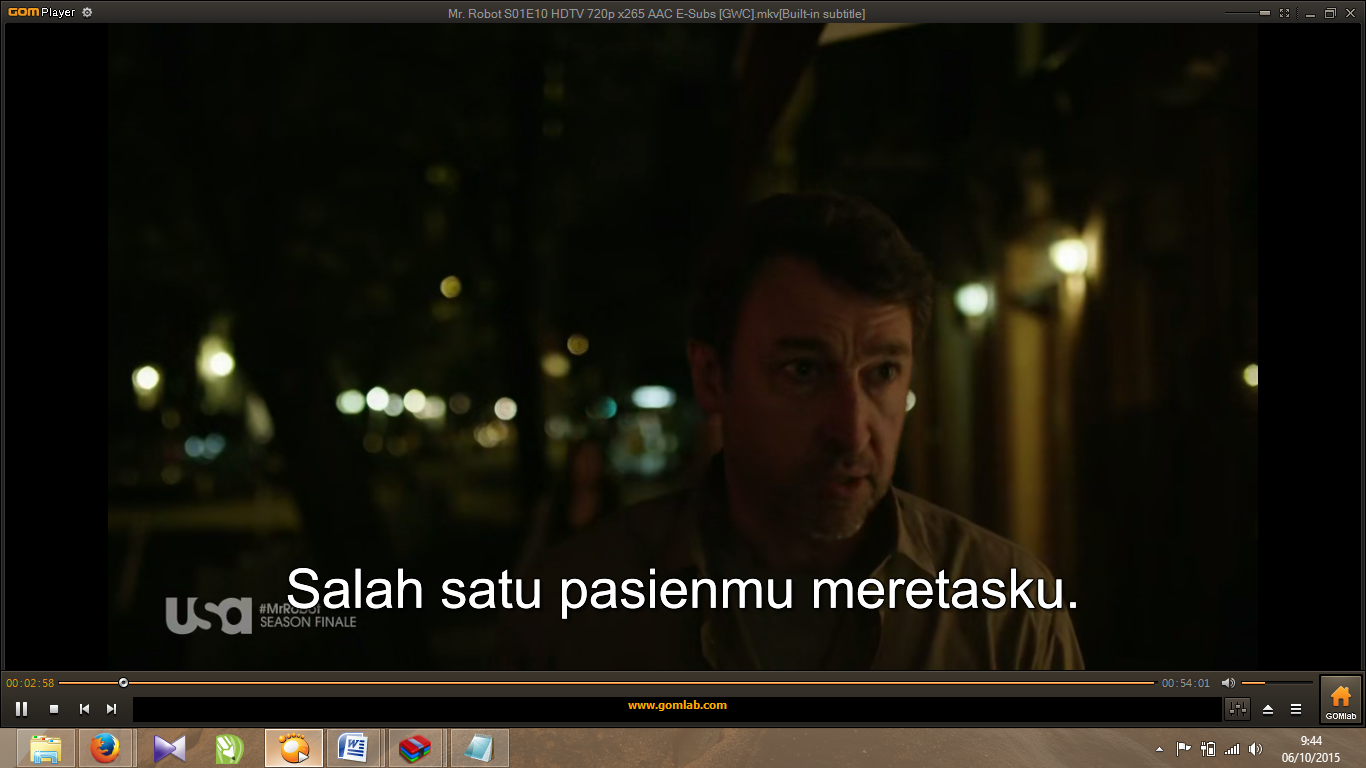 GOM Player
Mr. Robot S01E10 HDTV 720p x265 AAC E-Subs [GWC].mkv[Built-in subtitle]
Salah satu pasienmu meretasku.
usa #MrRobot
SEASON FINALE
00:02:58
00:54:01
www.gomlab.com
GOMlab
9:44
06/10/2015